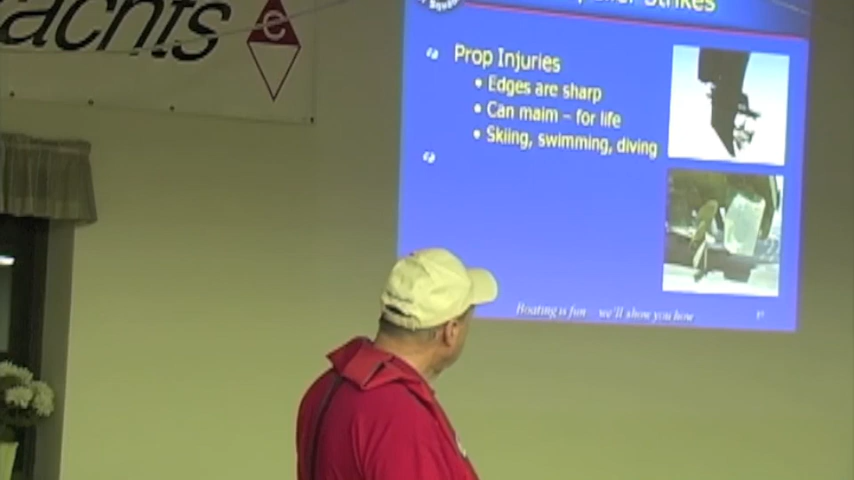 achts
e
Strikes
Prop Injuries
• Edges are sharp
• Can maim – for life
• Skiing, swimming, diving
Boating is fun we'll show you how